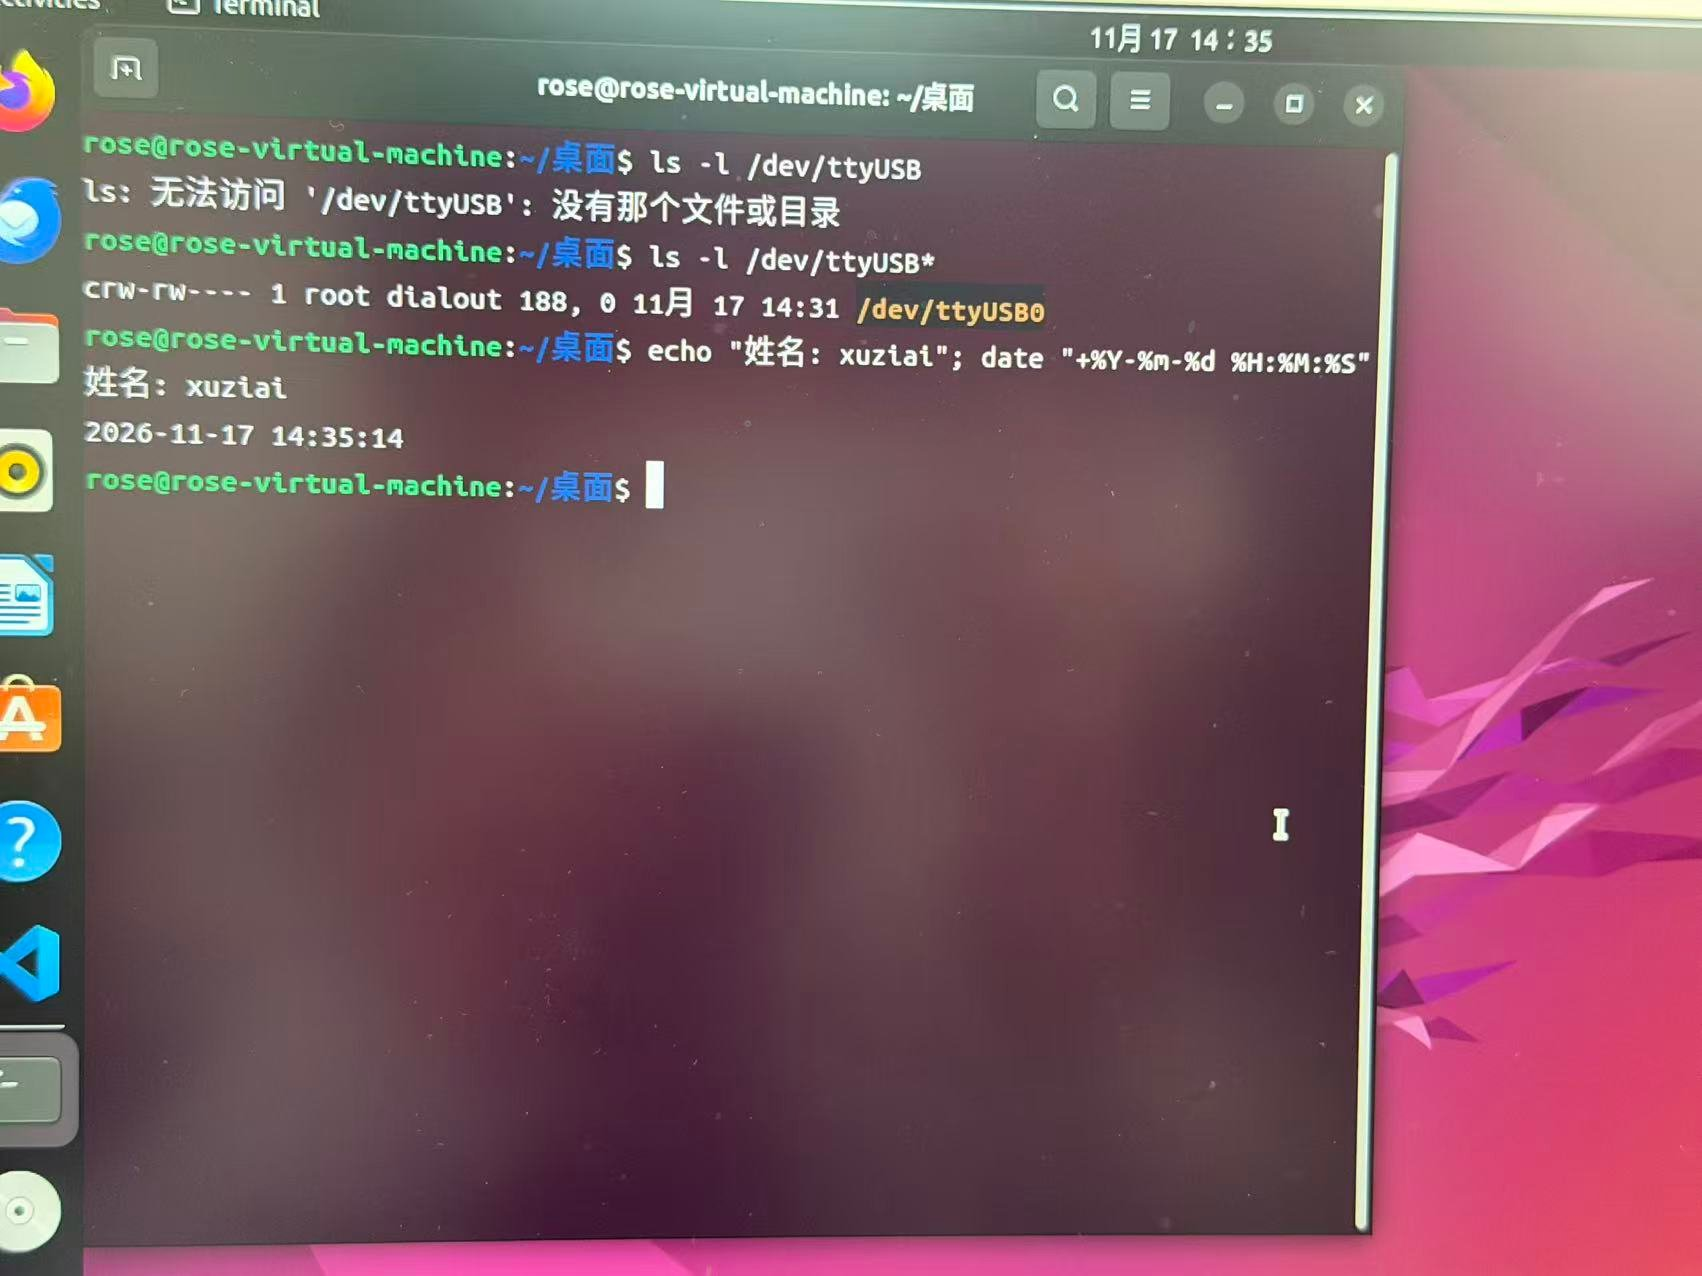 Terminal
11月 17 14：35
rose@rose-virtual-machine: ~/桌面
rose@rose-virtual-machine:~/桌面$ ls -l /dev/ttyUSB
ls: 无法访问 '/dev/ttyUSB': 没有那个文件或目录
rose@rose-virtual-machine:~/桌面$ ls -l /dev/ttyUSB*
crw-rw---- 1 root dialout 188, 0 11月 17 14:31 /dev/ttyUSB0
rose@rose-virtual-machine:~/桌面$ echo "姓名: xuziai"; date "+%Y-%m-%d %H:%M:%S"
姓名: xuziai
2026-11-17 14:35:14
rose@rose-virtual-machine:~/桌面$